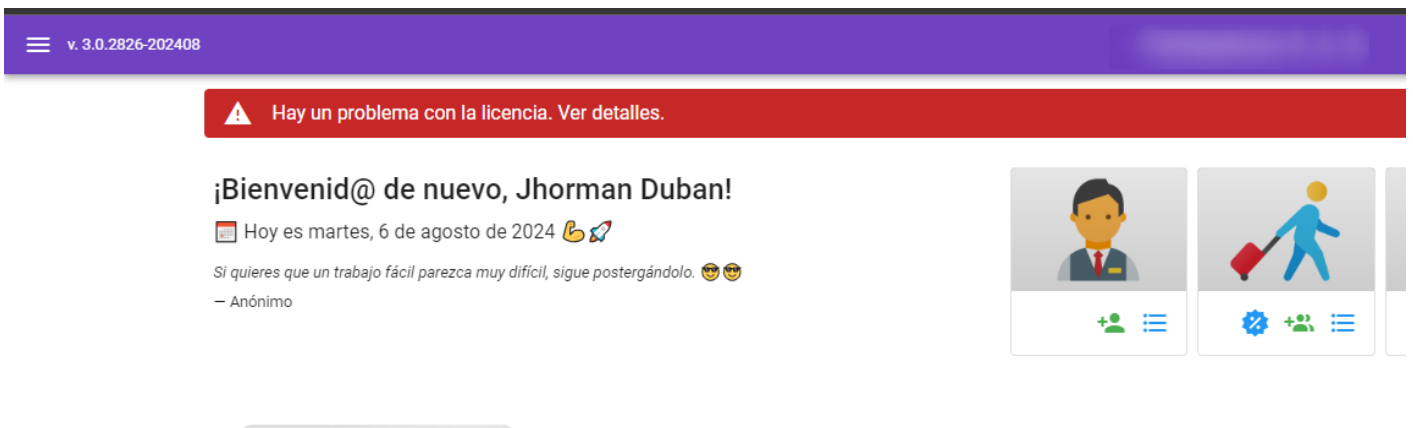 v. 3.0.2826-202408
Hay un problema con la licencia. Ver detalles.
¡Bienvenid@ de nuevo, Jhorman Duban!
Hoy es martes, 6 de agosto de 2024 💪🚀
Si quieres que un trabajo fácil parezca muy difícil, sigue postergándolo. 😎😎
— Anónimo